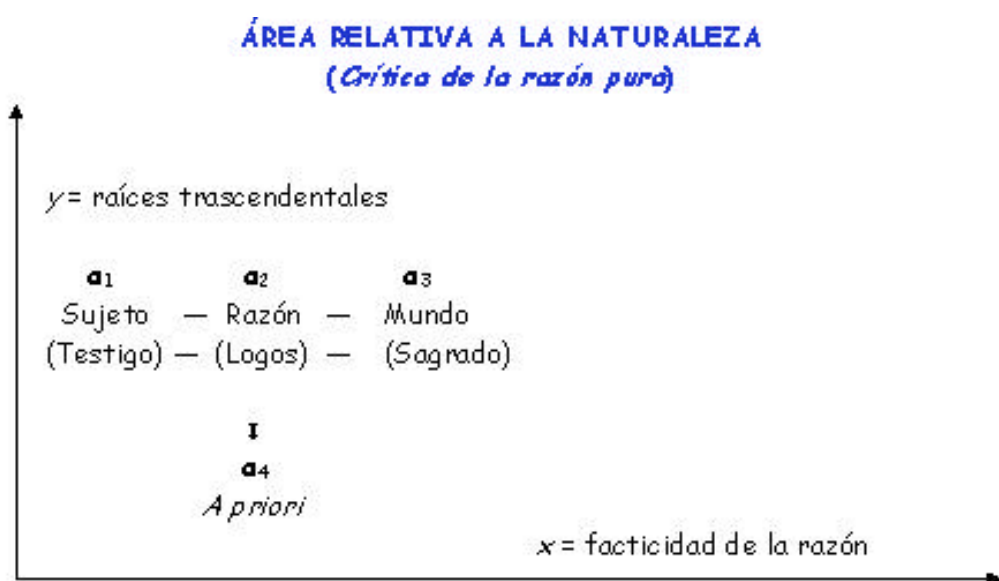 ÁREA RELATIVA A LA NATURALEZA
(Crítica de la razón pura)
y = raíces trascendentales
a1 a2 a3
Sujeto — Razón — Mundo
(Testigo) — (Logos) — (Sagrado)
a4
A priori
x = facticidad de la razón